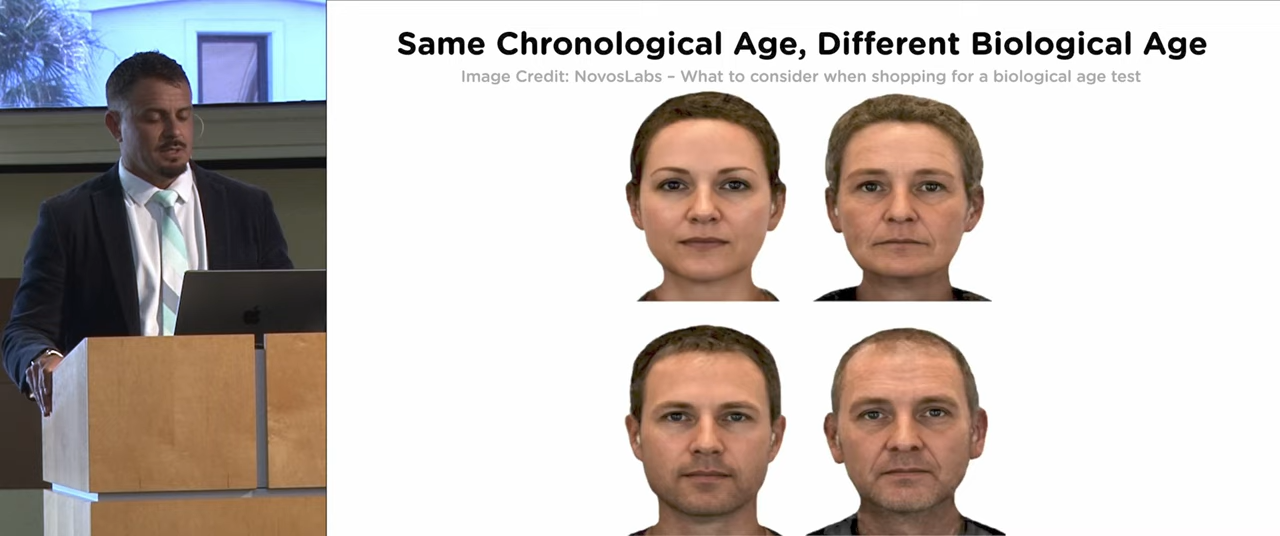 Same Chronological Age, Different Biological Age
Image Credit: NovosLabs – What to consider when shopping for a biological age test